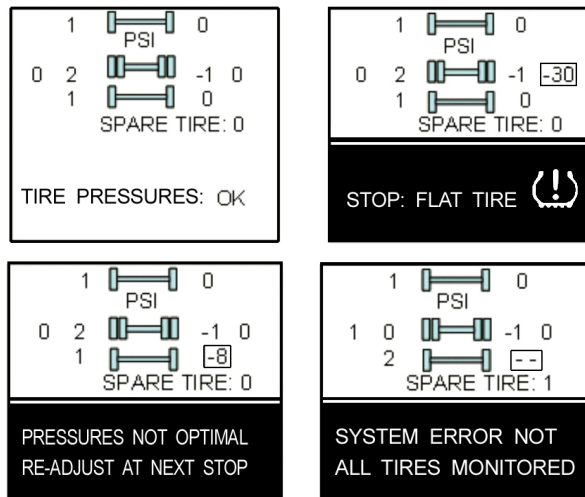 1 0
PSI
0 2 -1 0
1 0
SPARE TIRE: 0
TIRE PRESSURES: OK
1 0
PSI
0 2 -1 -30
1 0
SPARE TIRE: 0
STOP: FLAT TIRE
1 0
PSI
0 2 -1 0
1 -8
SPARE TIRE: 0
PRESSURES NOT OPTIMAL
RE-ADJUST AT NEXT STOP
1 0
PSI
1 0 -1 0
2 --
SPARE TIRE: 1
SYSTEM ERROR NOT
ALL TIRES MONITORED